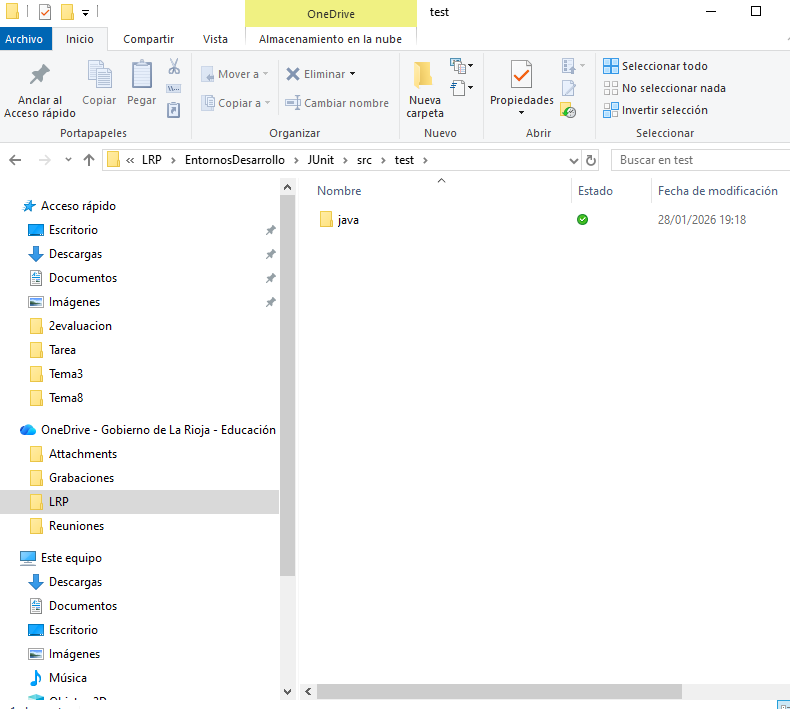 OneDrive
test
Archivo
Inicio
Compartir
Vista
Almacenamiento en la nube
Anclar al
Acceso rápido
Copiar
Pegar
Portapapeles
Mover a
Copiar a
Eliminar
Cambiar nombre
Organizar
Nueva
carpeta
Nuevo
Propiedades
Abrir
Seleccionar todo
No seleccionar nada
Invertir selección
Seleccionar
« LRP > EntornosDesarrollo > JUnit > src > test >
Buscar en test
Nombre
Estado
Fecha de modificación
java
28/01/2026 19:18
Acceso rápido
Escritorio
Descargas
Documentos
Imágenes
2evaluacion
Tarea
Tema3
Tema8
OneDrive - Gobierno de La Rioja - Educación
Attachments
Grabaciones
LRP
Reuniones
Este equipo
Descargas
Documentos
Escritorio
Imágenes
Música